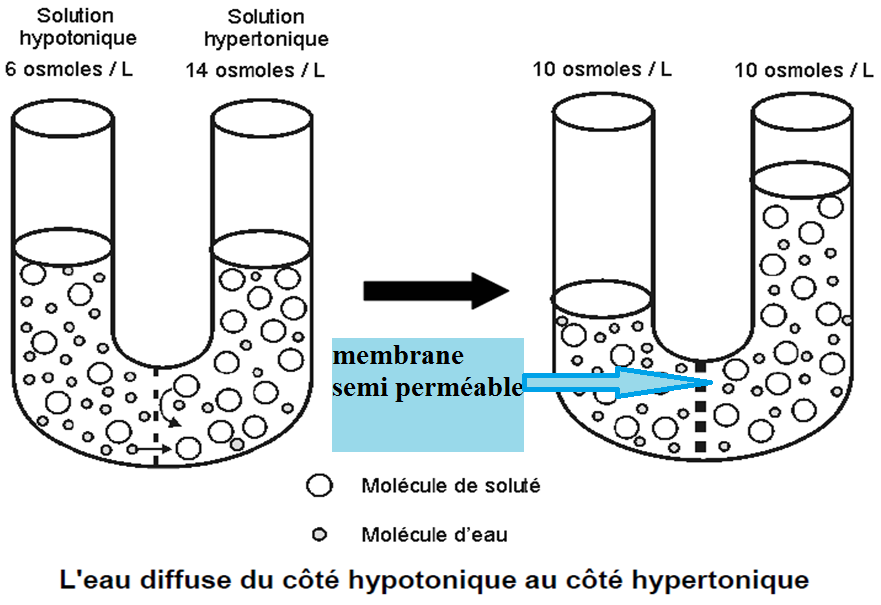 Solution
hypotonique
6 osmoles / L
Solution
hypertonique
14 osmoles / L
10 osmoles / L
10 osmoles / L
membrane
semi perméable
Molécule de soluté
Molécule d'eau
L'eau diffuse du côté hypotonique au côté hypertonique